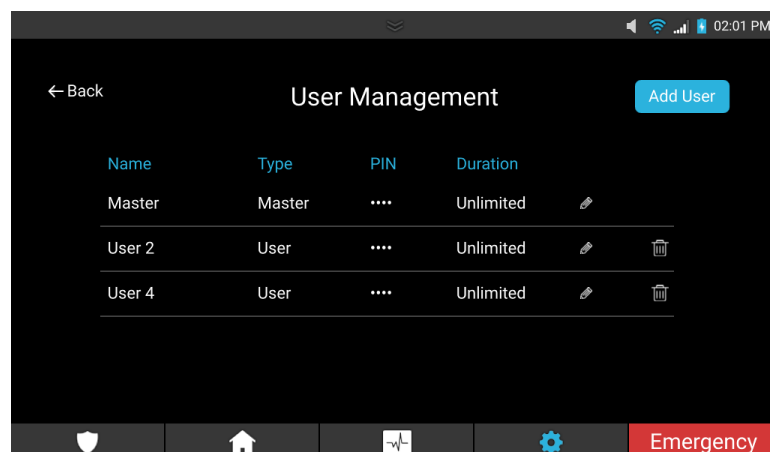 02:01 PM
← Back
User Management
Add User
Name Type PIN Duration
Master Master •••• Unlimited
User 2 User •••• Unlimited
User 4 User •••• Unlimited
Emergency